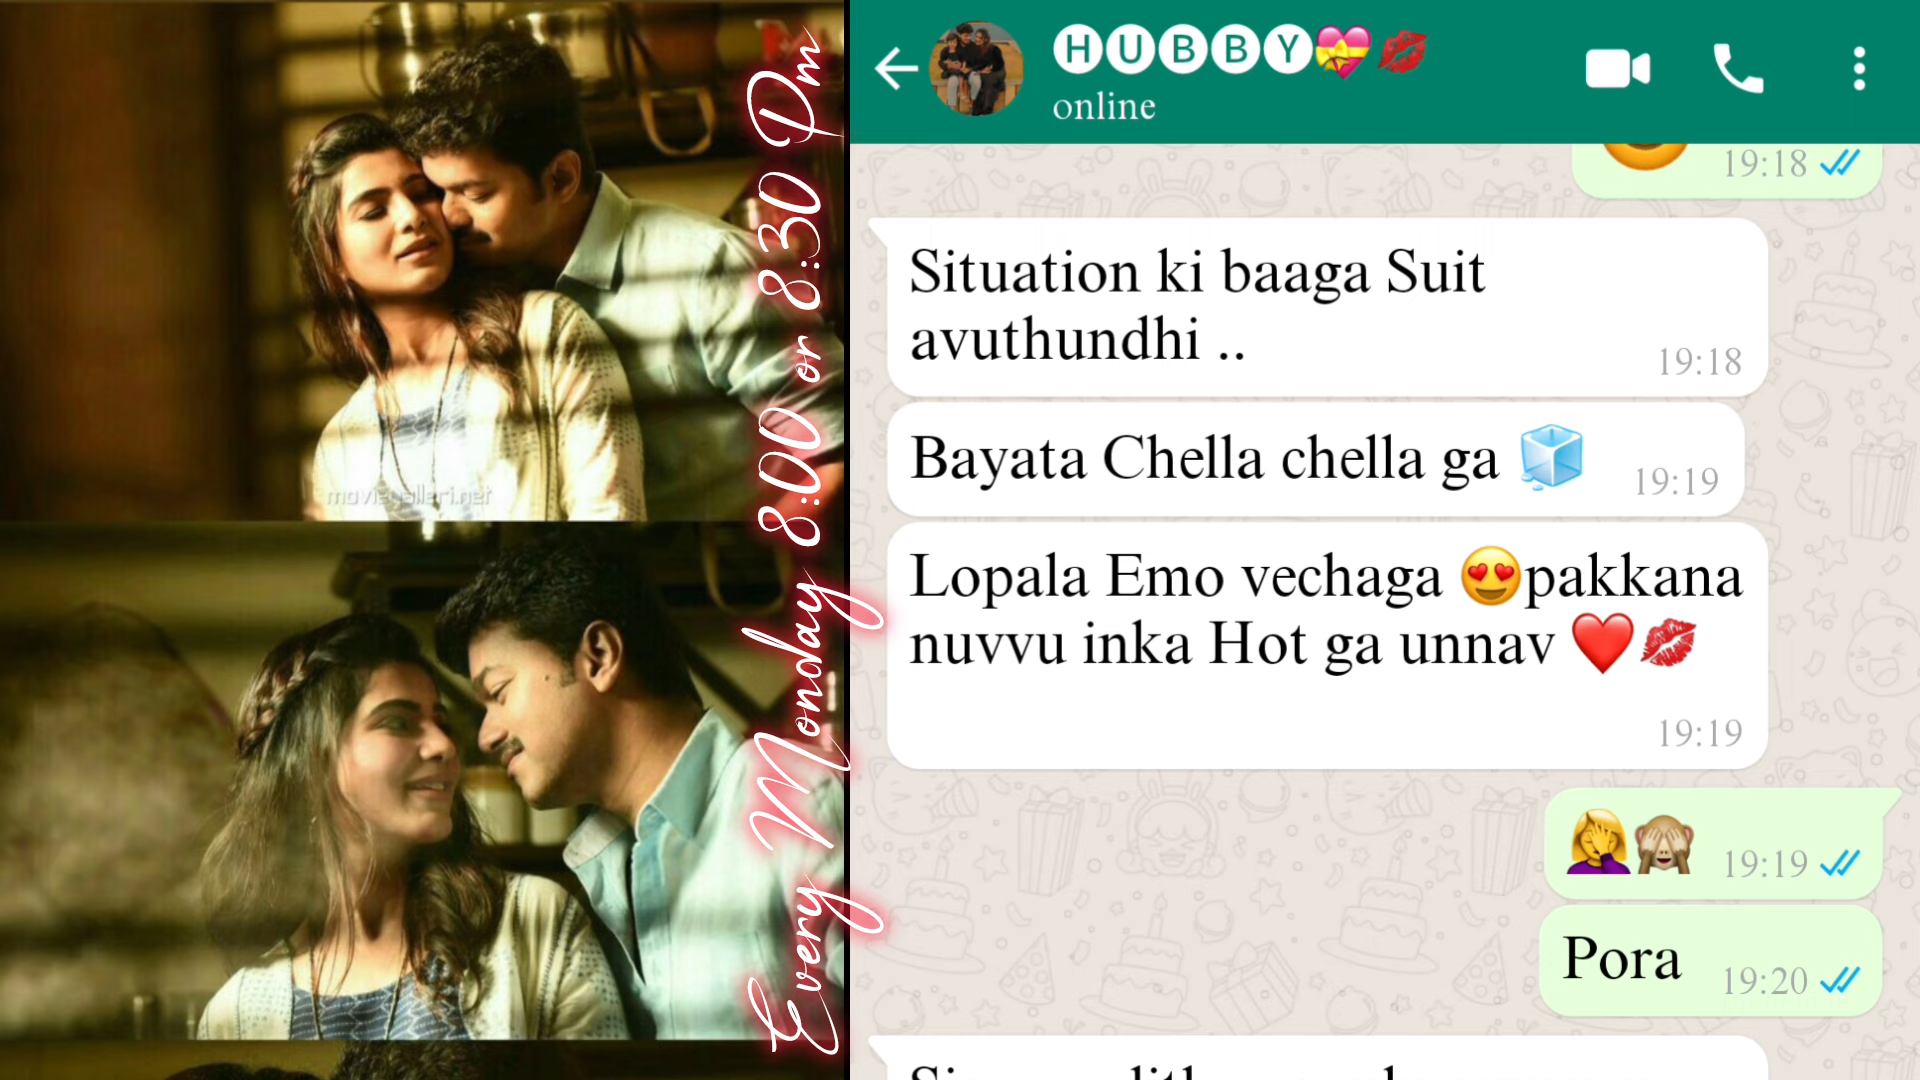 moviegalleri.net
Every Monday 8:00 or 8:30 Pm
HUBBY💝💋
online
19:18
Situation ki baaga Suit
avuthundhi ..
19:18
Bayata Chella chella ga 🧊
19:19
Lopala Emo vechaga 😍pakkana
nuvvu inka Hot ga unnav ❤️💋
19:19
🤦‍♀️🙈 19:19
Pora 19:20